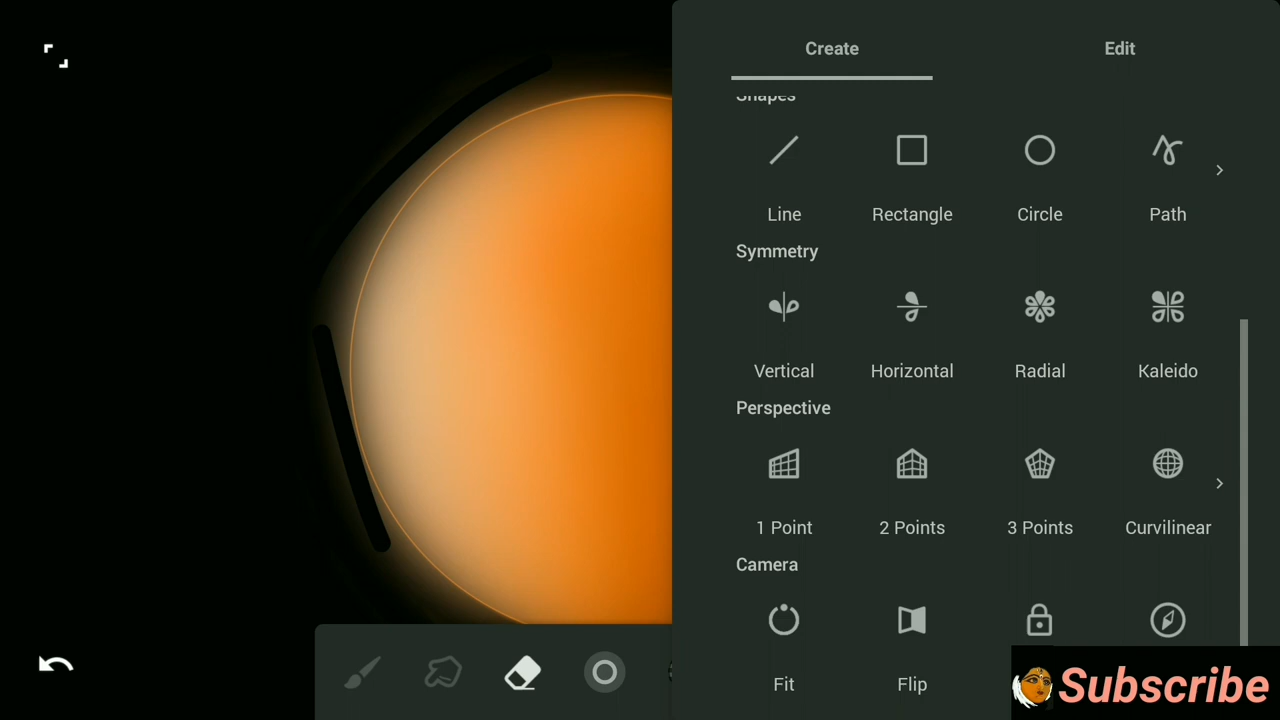 Create Edit
Shapes
Line Rectangle Circle Path
Symmetry
Vertical Horizontal Radial Kaleido
Perspective
1 Point 2 Points 3 Points Curvilinear
Camera
Fit Flip
Subscribe